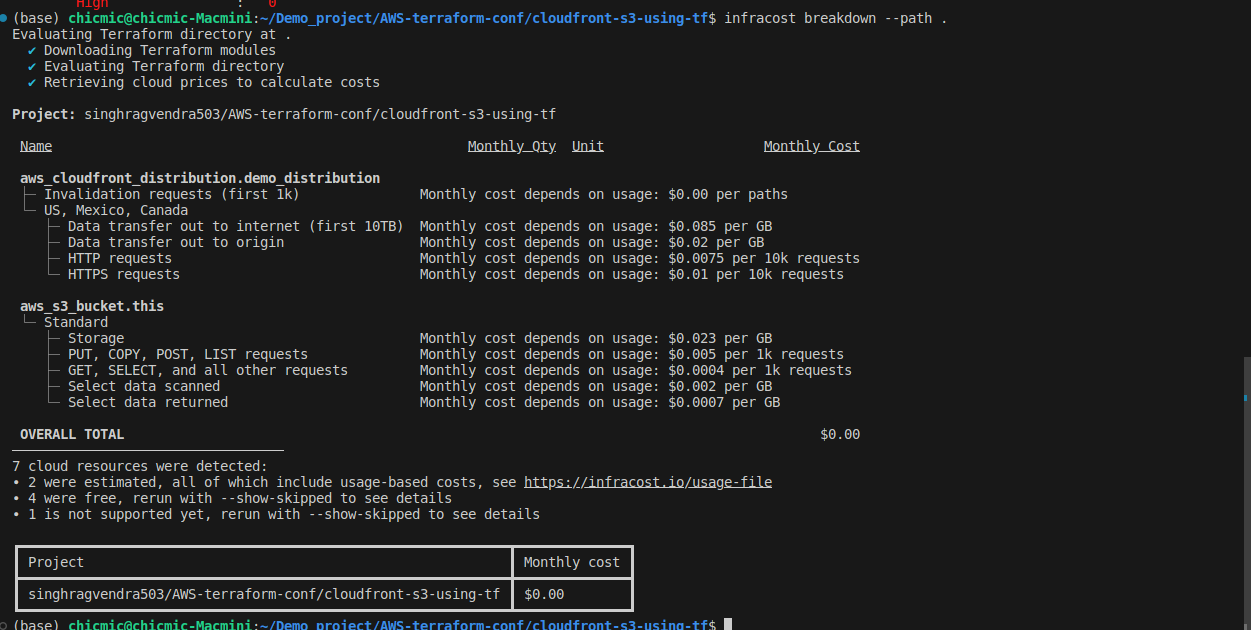 High : 0
(base) chicmic@chicmic-Macmini:~/Demo_project/AWS-terraform-conf/cloudfront-s3-using-tf$ infracost breakdown --path .
Evaluating Terraform directory at .
✔ Downloading Terraform modules
✔ Evaluating Terraform directory
✔ Retrieving cloud prices to calculate costs
Project: singhragvendra503/AWS-terraform-conf/cloudfront-s3-using-tf
Name Monthly Qty Unit Monthly Cost
aws_cloudfront_distribution.demo_distribution
├─ Invalidation requests (first 1k) Monthly cost depends on usage: $0.00 per paths
└─ US, Mexico, Canada
├─ Data transfer out to internet (first 10TB) Monthly cost depends on usage: $0.085 per GB
├─ Data transfer out to origin Monthly cost depends on usage: $0.02 per GB
├─ HTTP requests Monthly cost depends on usage: $0.0075 per 10k requests
└─ HTTPS requests Monthly cost depends on usage: $0.01 per 10k requests
aws_s3_bucket.this
└─ Standard
├─ Storage Monthly cost depends on usage: $0.023 per GB
├─ PUT, COPY, POST, LIST requests Monthly cost depends on usage: $0.005 per 1k requests
├─ GET, SELECT, and all other requests Monthly cost depends on usage: $0.0004 per 1k requests
├─ Select data scanned Monthly cost depends on usage: $0.002 per GB
└─ Select data returned Monthly cost depends on usage: $0.0007 per GB
OVERALL TOTAL $0.00
7 cloud resources were detected:
• 2 were estimated, all of which include usage-based costs, see https://infracost.io/usage-file
• 4 were free, rerun with --show-skipped to see details
• 1 is not supported yet, rerun with --show-skipped to see details
Project Monthly cost
singhragvendra503/AWS-terraform-conf/cloudfront-s3-using-tf $0.00
(base) chicmic@chicmic-Macmini:~/Demo_project/AWS-terraform-conf/cloudfront-s3-using-tf$